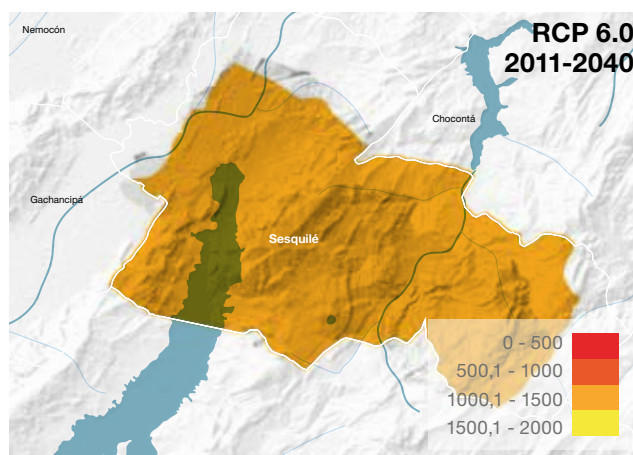 RCP 6.0
2011-2040
Nemocón
Chocontá
Gachancipá
Sesquilé
0 - 500
500,1 - 1000
1000,1 - 1500
1500,1 - 2000